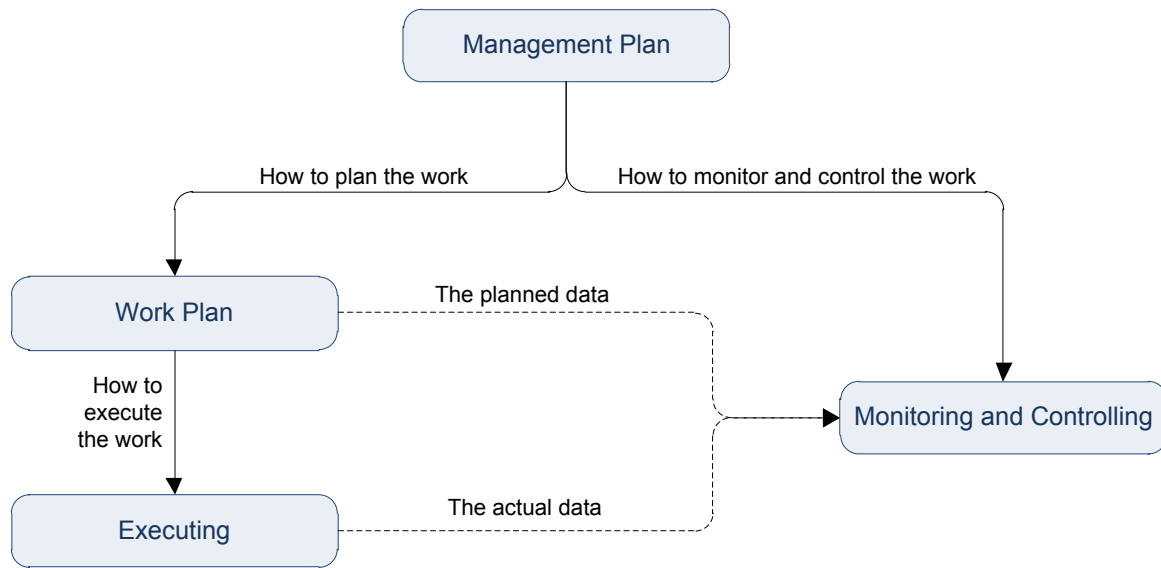 Management Plan
How to plan the work
How to monitor and control the work
Work Plan
The planned data
How to
execute
the work
Monitoring and Controlling
Executing
The actual data